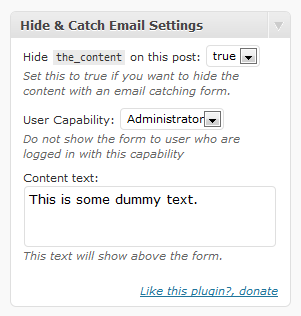 Hide & Catch Email Settings
Hide the_content on this post: true
Set this to true if you want to hide the
content with an email catching form.
User Capability: Administrator
Do not show the form to user who are
logged in with this capability
Content text:
This is some dummy text.
This text will show above the form.
Like this plugin?, donate